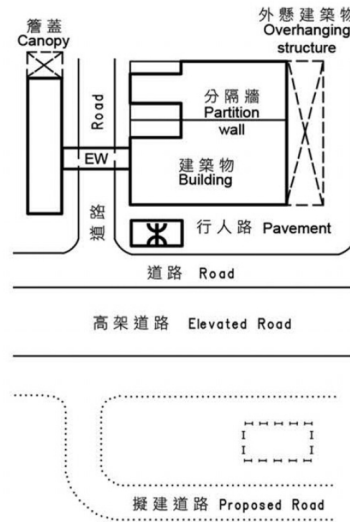 簷蓋
Canopy
外懸建築物
Overhanging
structure
Road
分隔牆
Partition
wall
EW
建築物
Building
道路
行人路 Pavement
道路 Road
高架道路 Elevated Road
擬建道路 Proposed Road